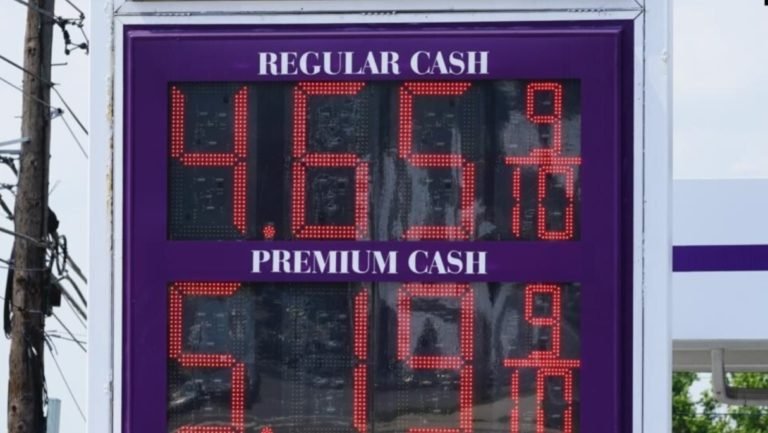 REGULAR CASH
4.65 9/10
PREMIUM CASH
5.19 9/10